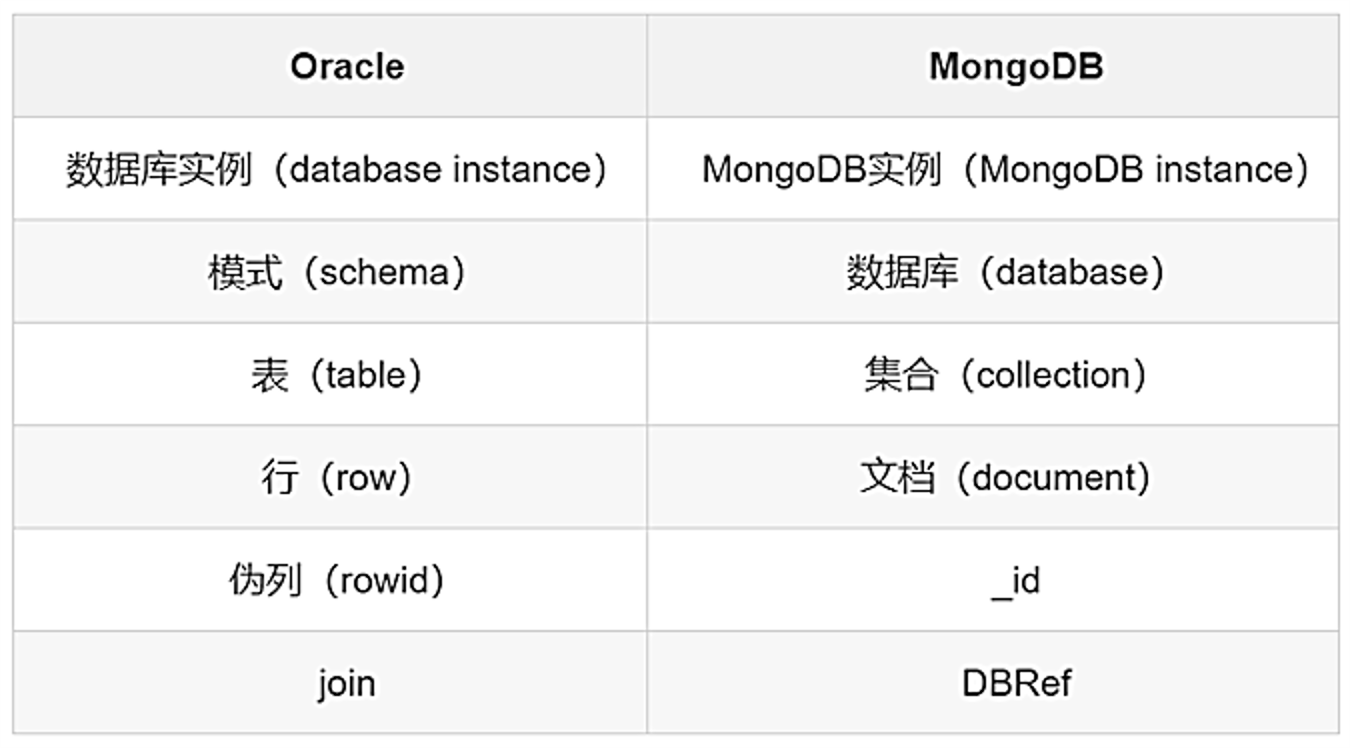 Oracle MongoDB
数据库实例（database instance） MongoDB实例（MongoDB instance）
模式（schema） 数据库（database）
表（table） 集合（collection）
行（row） 文档（document）
伪列（rowid） _id
join DBRef